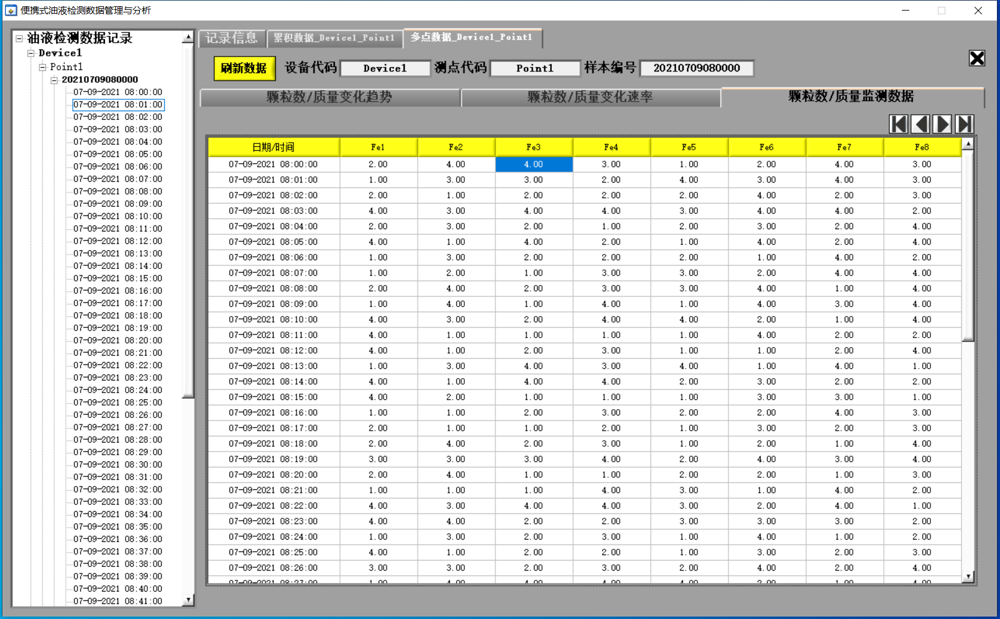 便携式油液检测数据管理与分析
油液检测数据记录
Device1
Point1
20210709080000
07-09-2021 08:00:00
07-09-2021 08:01:00
07-09-2021 08:02:00
07-09-2021 08:03:00
07-09-2021 08:04:00
07-09-2021 08:05:00
07-09-2021 08:06:00
07-09-2021 08:07:00
07-09-2021 08:08:00
07-09-2021 08:09:00
07-09-2021 08:10:00
07-09-2021 08:11:00
07-09-2021 08:12:00
07-09-2021 08:13:00
07-09-2021 08:14:00
07-09-2021 08:15:00
07-09-2021 08:16:00
07-09-2021 08:17:00
07-09-2021 08:18:00
07-09-2021 08:19:00
07-09-2021 08:20:00
07-09-2021 08:21:00
07-09-2021 08:22:00
07-09-2021 08:23:00
07-09-2021 08:24:00
07-09-2021 08:25:00
07-09-2021 08:26:00
07-09-2021 08:27:00
07-09-2021 08:28:00
07-09-2021 08:29:00
07-09-2021 08:30:00
07-09-2021 08:31:00
07-09-2021 08:32:00
07-09-2021 08:33:00
07-09-2021 08:34:00
07-09-2021 08:35:00
07-09-2021 08:36:00
07-09-2021 08:37:00
07-09-2021 08:38:00
07-09-2021 08:39:00
07-09-2021 08:40:00
07-09-2021 08:41:00
记录信息 累积数据_Device1_Point1 多点数据_Device1_Point1
刷新数据 设备代码 Device1 测点代码 Point1 样本编号 20210709080000
颗粒数/质量变化趋势 颗粒数/质量变化速率 颗粒数/质量监测数据
日期/时间 Fe1 Fe2 Fe3 Fe4 Fe5 Fe6 Fe7 Fe8
07-09-2021 08:00:00 2.00 4.00 4.00 3.00 1.00 2.00 4.00 3.00
07-09-2021 08:01:00 1.00 3.00 3.00 2.00 4.00 3.00 4.00 3.00
07-09-2021 08:02:00 2.00 1.00 2.00 2.00 2.00 4.00 2.00 3.00
07-09-2021 08:03:00 4.00 3.00 4.00 4.00 3.00 4.00 4.00 2.00
07-09-2021 08:04:00 2.00 3.00 2.00 1.00 2.00 3.00 2.00 4.00
07-09-2021 08:05:00 4.00 1.00 4.00 2.00 1.00 4.00 2.00 4.00
07-09-2021 08:06:00 1.00 3.00 2.00 2.00 2.00 1.00 4.00 2.00
07-09-2021 08:07:00 1.00 2.00 1.00 3.00 3.00 2.00 4.00 4.00
07-09-2021 08:08:00 2.00 4.00 2.00 3.00 3.00 4.00 1.00 4.00
07-09-2021 08:09:00 1.00 4.00 1.00 4.00 1.00 4.00 3.00 4.00
07-09-2021 08:10:00 4.00 3.00 2.00 4.00 4.00 2.00 1.00 4.00
07-09-2021 08:11:00 4.00 1.00 1.00 1.00 1.00 4.00 2.00 2.00
07-09-2021 08:12:00 4.00 1.00 2.00 3.00 1.00 1.00 2.00 4.00
07-09-2021 08:13:00 1.00 3.00 4.00 3.00 4.00 1.00 4.00 1.00
07-09-2021 08:14:00 4.00 1.00 4.00 4.00 2.00 3.00 2.00 2.00
07-09-2021 08:15:00 4.00 2.00 1.00 1.00 1.00 3.00 3.00 1.00
07-09-2021 08:16:00 1.00 1.00 2.00 3.00 2.00 2.00 4.00 3.00
07-09-2021 08:17:00 2.00 1.00 1.00 2.00 1.00 3.00 2.00 3.00
07-09-2021 08:18:00 2.00 4.00 2.00 3.00 1.00 2.00 1.00 4.00
07-09-2021 08:19:00 3.00 3.00 3.00 4.00 2.00 4.00 3.00 4.00
07-09-2021 08:20:00 2.00 4.00 1.00 1.00 2.00 2.00 1.00 3.00
07-09-2021 08:21:00 1.00 1.00 1.00 4.00 3.00 1.00 4.00 2.00
07-09-2021 08:22:00 4.00 3.00 4.00 4.00 3.00 2.00 4.00 1.00
07-09-2021 08:23:00 4.00 4.00 2.00 2.00 3.00 3.00 3.00 2.00
07-09-2021 08:24:00 1.00 3.00 2.00 3.00 1.00 4.00 1.00 2.00
07-09-2021 08:25:00 4.00 1.00 2.00 2.00 1.00 3.00 2.00 3.00
07-09-2021 08:26:00 3.00 3.00 2.00 3.00 2.00 4.00 2.00 4.00
07-09-2021 08:27:00 1.00 4.00 4.00 4.00 4.00 2.00 1.00 4.00